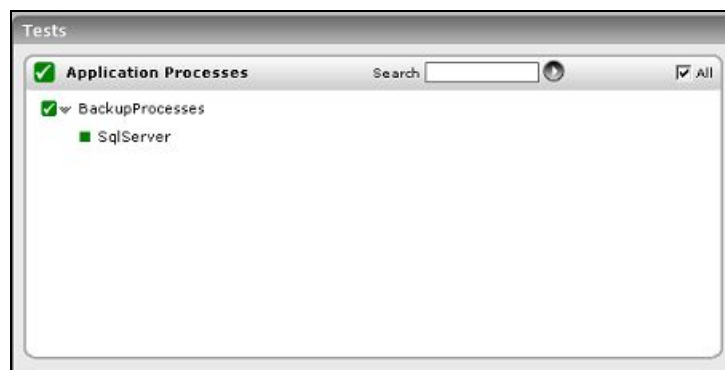 Tests
Application Processes Search All
BackupProcesses
SqlServer